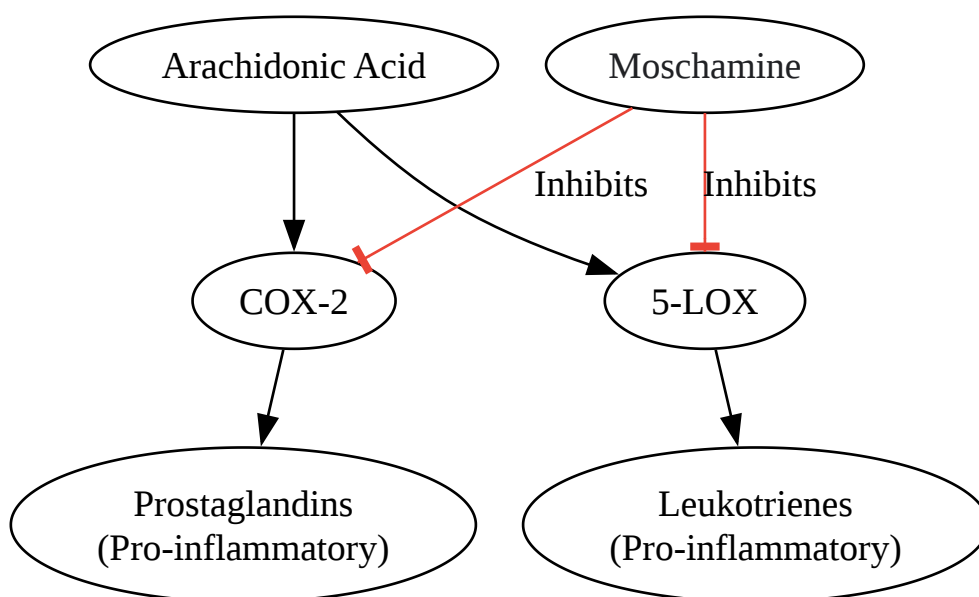 Arachidonic Acid
Moschamine
Inhibits
Inhibits
COX-2
5-LOX
Prostaglandins
(Pro-inflammatory)
Leukotrienes
(Pro-inflammatory)